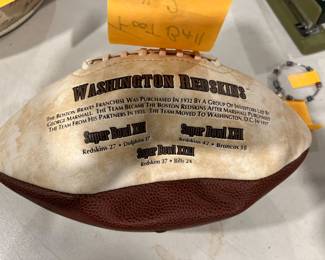 Foot Ball
WASHINGTON REDSKINS
THE BOSTON BRAVES FRANCHISE WAS PURCHASED IN 1932 BY A GROUP OF INVESTORS LED BY
GEORGE MARSHALL. THE TEAM BECAME THE BOSTON REDSKINS AFTER MARSHALL PURCHASED
THE TEAM FROM HIS PARTNERS IN 1933. THE TEAM MOVED TO WASHINGTON, D.C. IN 1937
Super Bowl XVII
Redskins 27 • Dolphins 17
Super Bowl XXII
Redskins 42 • Broncos 10
Super Bowl XXVI
Redskins 37 • Bills 24